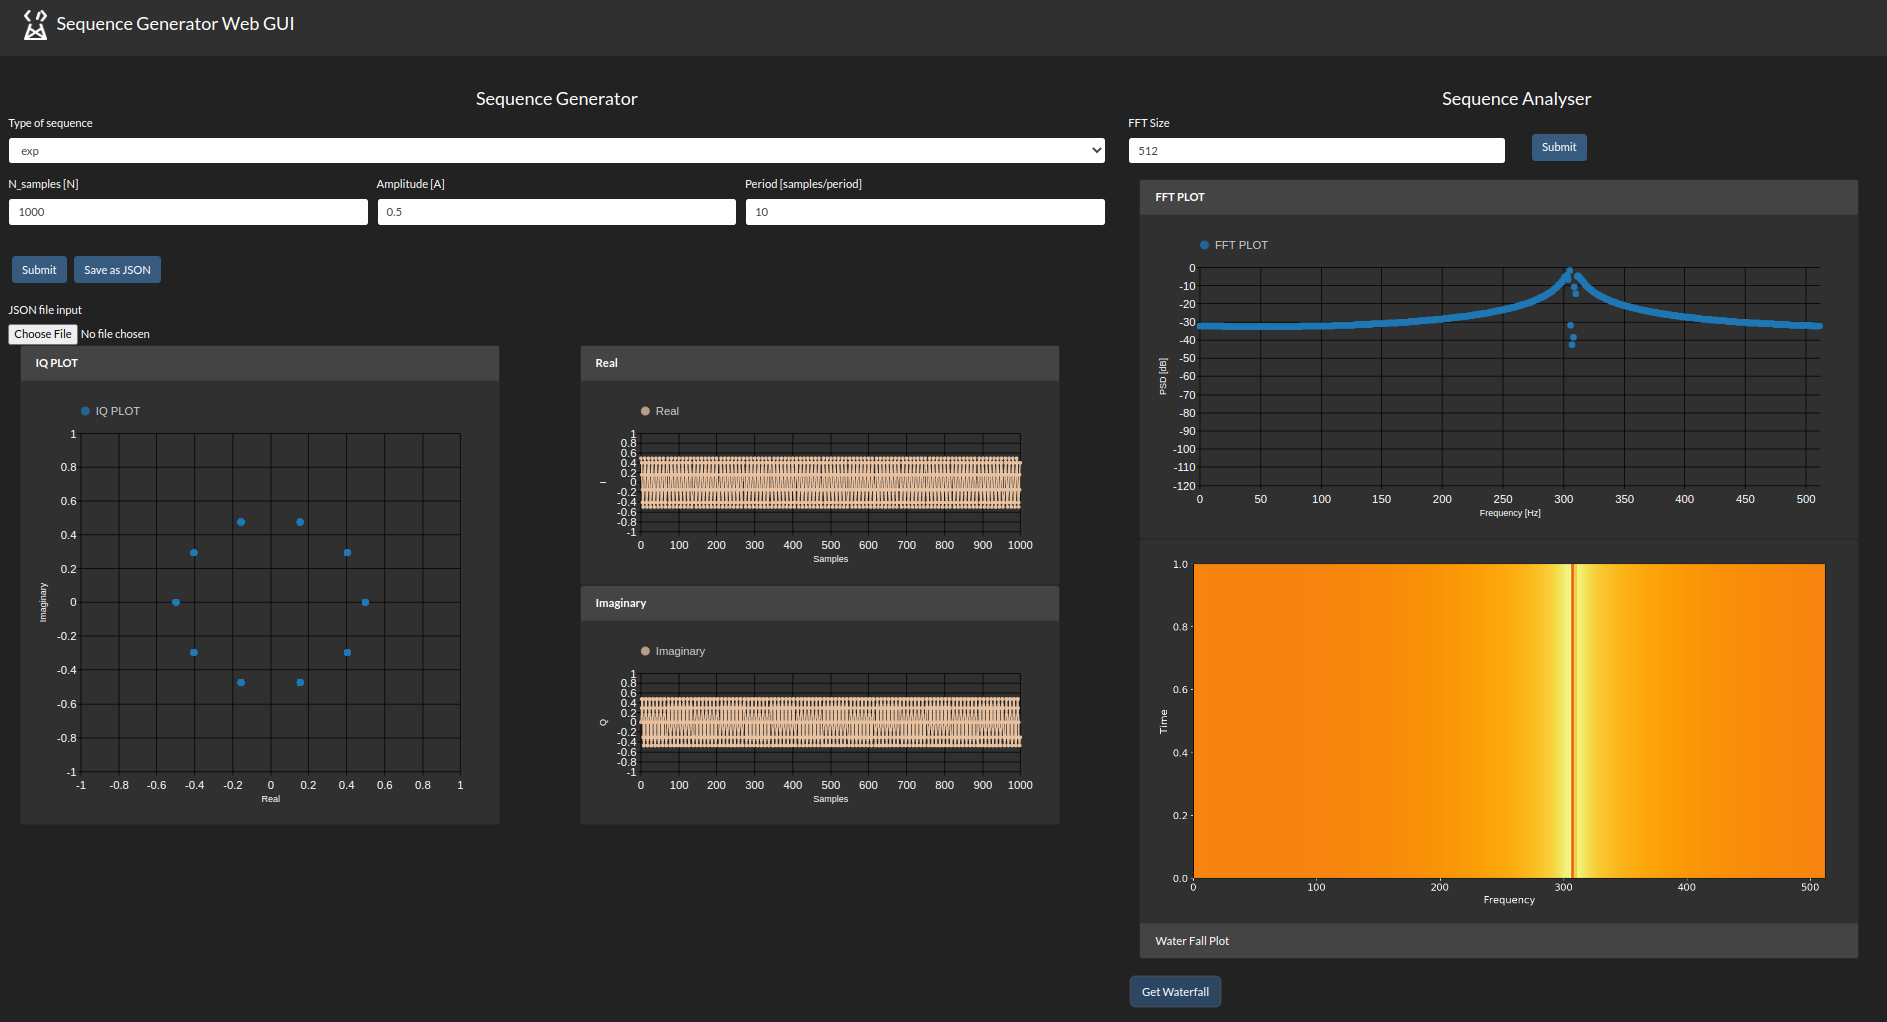 Sequence Generator Web GUI
Sequence Generator
Type of sequence
exp
N_samples [N] Amplitude [A] Period [samples/period]
1000 0.5 10
Submit Save as JSON
JSON file input
Choose File No file chosen
IQ PLOT
IQ PLOT
1
0.8
0.6
0.4
0.2
0
-0.2
-0.4
-0.6
-0.8
-1
Imaginary
-1 -0.8 -0.6 -0.4 -0.2 0 0.2 0.4 0.6 0.8 1
Real
Real
Real
1
0.8
0.6
0.4
0.2
0
-0.2
-0.4
-0.6
-0.8
-1
I
0 100 200 300 400 500 600 700 800 900 1000
Samples
Imaginary
Imaginary
1
0.8
0.6
0.4
0.2
0
-0.2
-0.4
-0.6
-0.8
-1
Q
0 100 200 300 400 500 600 700 800 900 1000
Samples
Sequence Analyser
FFT Size
512 Submit
FFT PLOT
FFT PLOT
0
-10
-20
-30
-40
-50
-60
-70
-80
-90
-100
-110
-120
PSD [dB]
0 50 100 150 200 250 300 350 400 450 500
Frequency [Hz]
1.0
0.8
0.6
0.4
0.2
0.0
Time
0 100 200 300 400 500
Frequency
Water Fall Plot
Get Waterfall